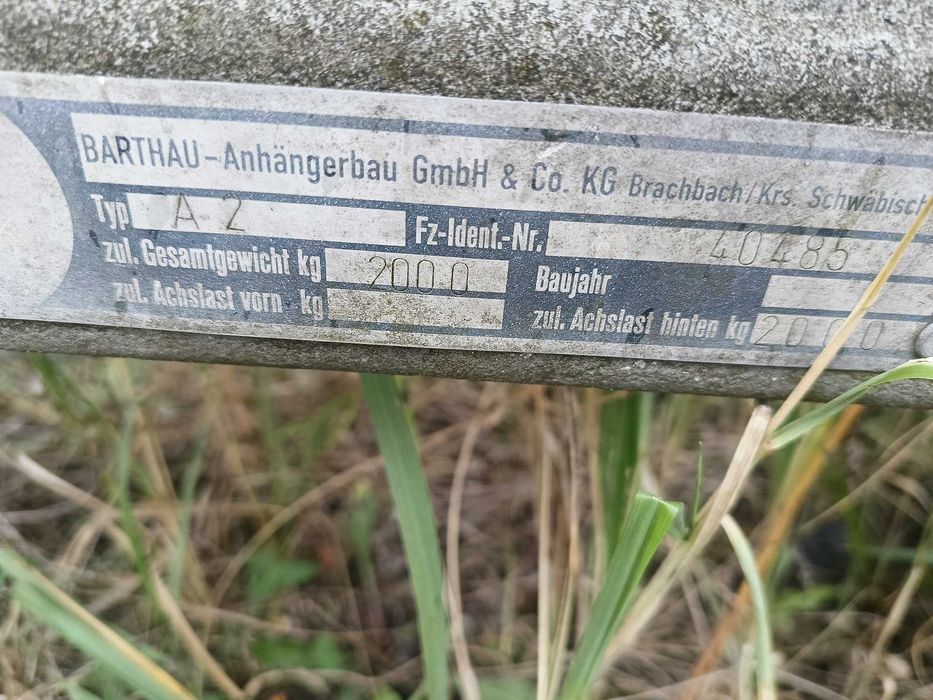 BARTHAU-Anhängerbau GmbH & Co. KG Brachbach/Krs. Schwäbisch
Typ A 2 Fz-Ident.-Nr. 40485
zul. Gesamtgewicht kg 2000 Baujahr
zul. Achslast vorn kg zul. Achslast hinten kg 2000